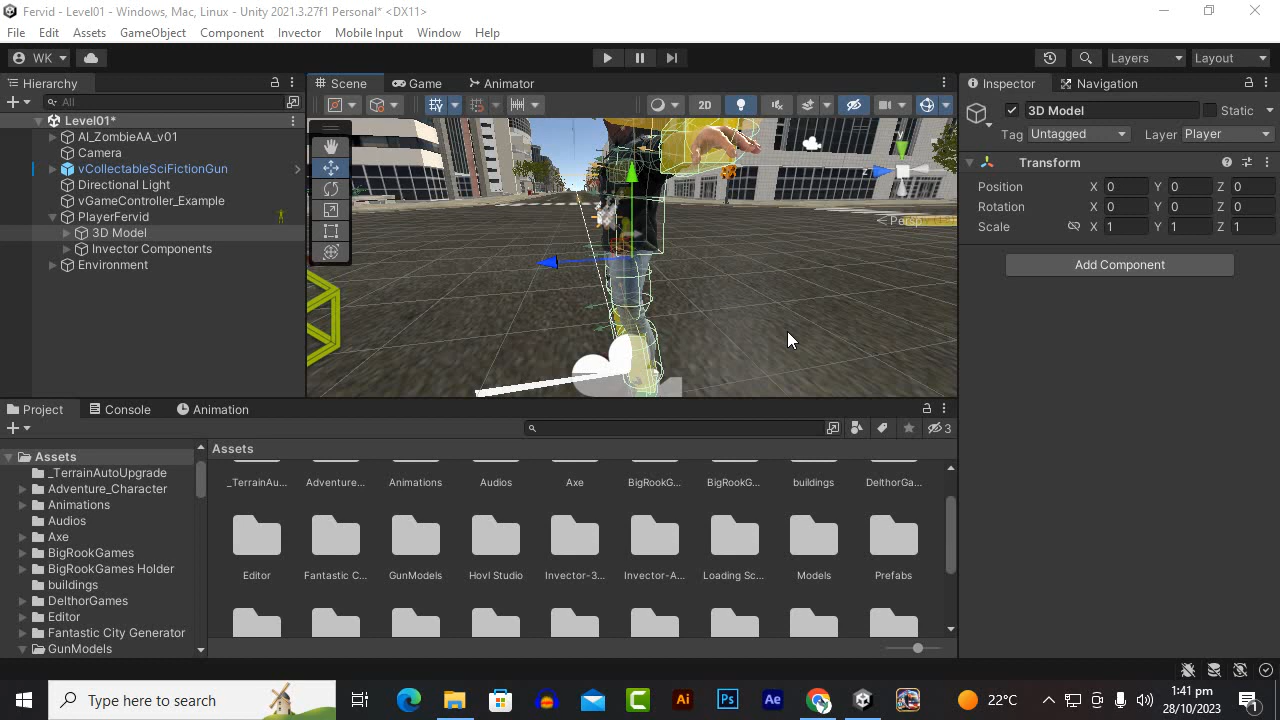 Fervid - Level01 - Windows, Mac, Linux - Unity 2021.3.27f1 Personal* <DX11>
File Edit Assets GameObject Component Invector Mobile Input Window Help
WK Layers Layout
Hierarchy
All
Level01*
AI_ZombieAA_v01
Camera
vCollectableSciFictionGun
Directional Light
vGameController_Example
PlayerFervid
3D Model
Invector Components
Environment
Scene Game Animator
2D
y
z
Persp
Inspector Navigation
3D Model Static
Tag Untagged Layer Player
Transform
Position X 0 Y 0 Z 0
Rotation X 0 Y 0 Z 0
Scale X 1 Y 1 Z 1
Add Component
Project Console Animation
3
Assets
_TerrainAutoUpgrade
Adventure_Character
Animations
Audios
Axe
BigRookGames
BigRookGames Holder
buildings
DelthorGames
Editor
Fantastic City Generator
GunModels
Assets
_TerrainAu... Adventure... Animations Audios Axe BigRookG... BigRookG... buildings DelthorGa...
Editor Fantastic C... GunModels Hovl Studio Invector-3... Invector-A... Loading Sc... Models Prefabs
Type here to search
Ai Ps Ae
22°C
1:41 pm
28/10/2023
1